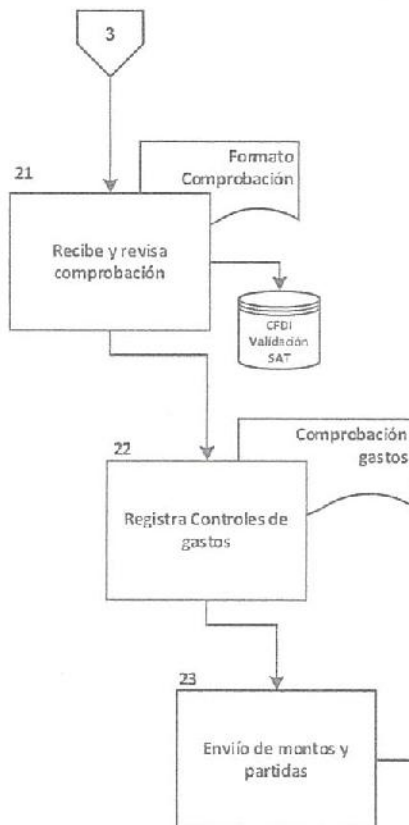 3
Formato
Comprobación
21
Recibe y revisa
comprobación
CFDI
Validación
SAT
Comprobación
gastos
22
Registra Controles de
gastos
23
Envíío de montos y
partidas